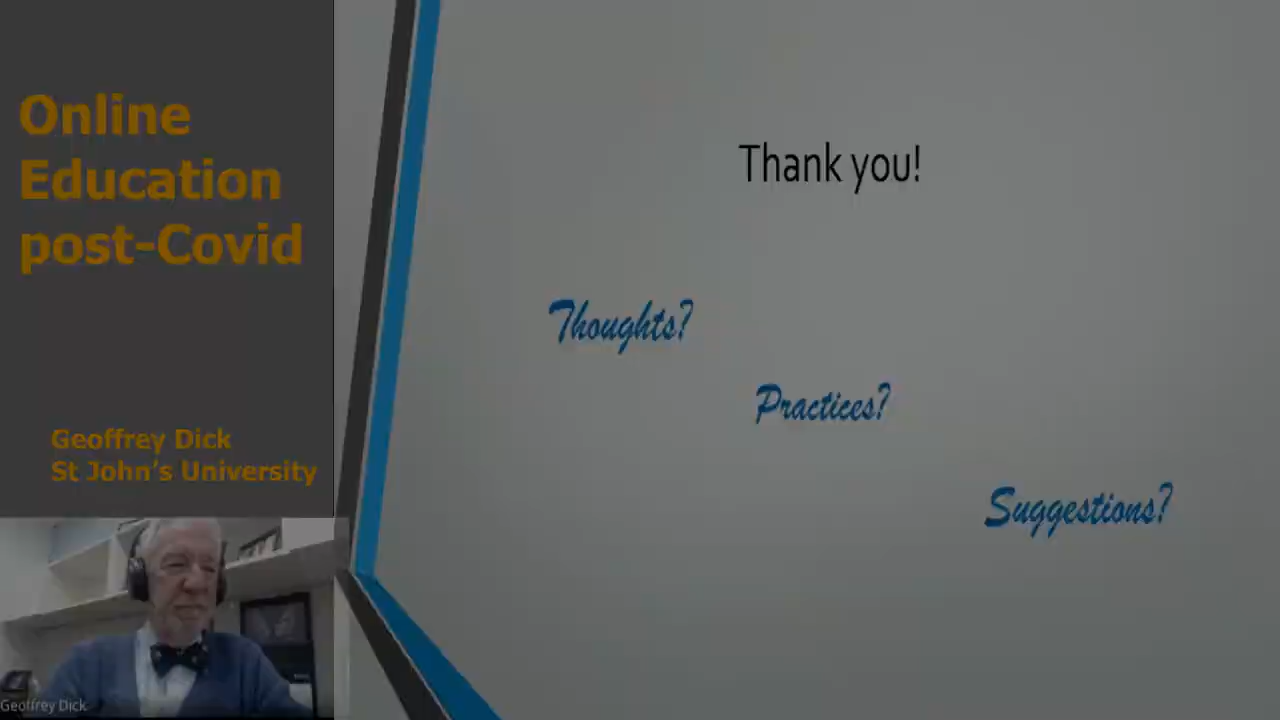 Online
Education
post-Covid
Geoffrey Dick
St John's University
Geoffrey Dick
Thank you!
Thoughts?
Practices?
Suggestions?